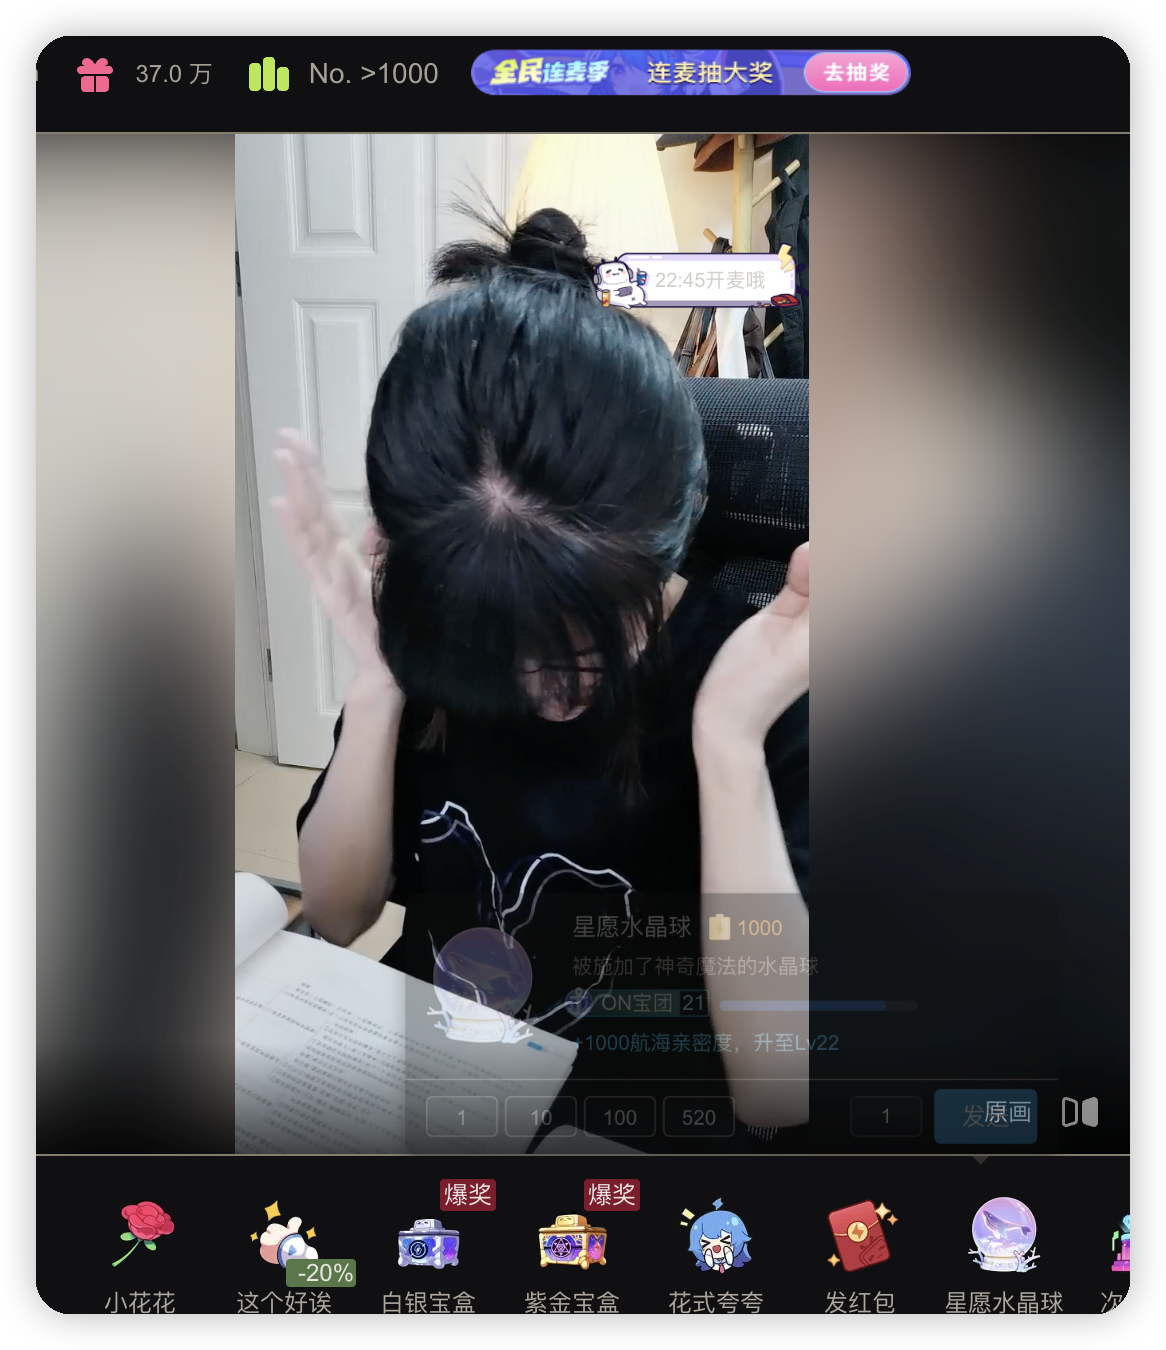 37.0 万
No. >1000
全民连麦季
连麦抽大奖
去抽奖
22:45开麦哦
星愿水晶球
1000
被施加了神奇魔法的水晶球
ON宝团 21
+1000航海亲密度，升至Lv22
1
10
100
520
1
原画
爆奖
爆奖
-20%
小花花
这个好诶
白银宝盒
紫金宝盒
花式夸夸
发红包
星愿水晶球